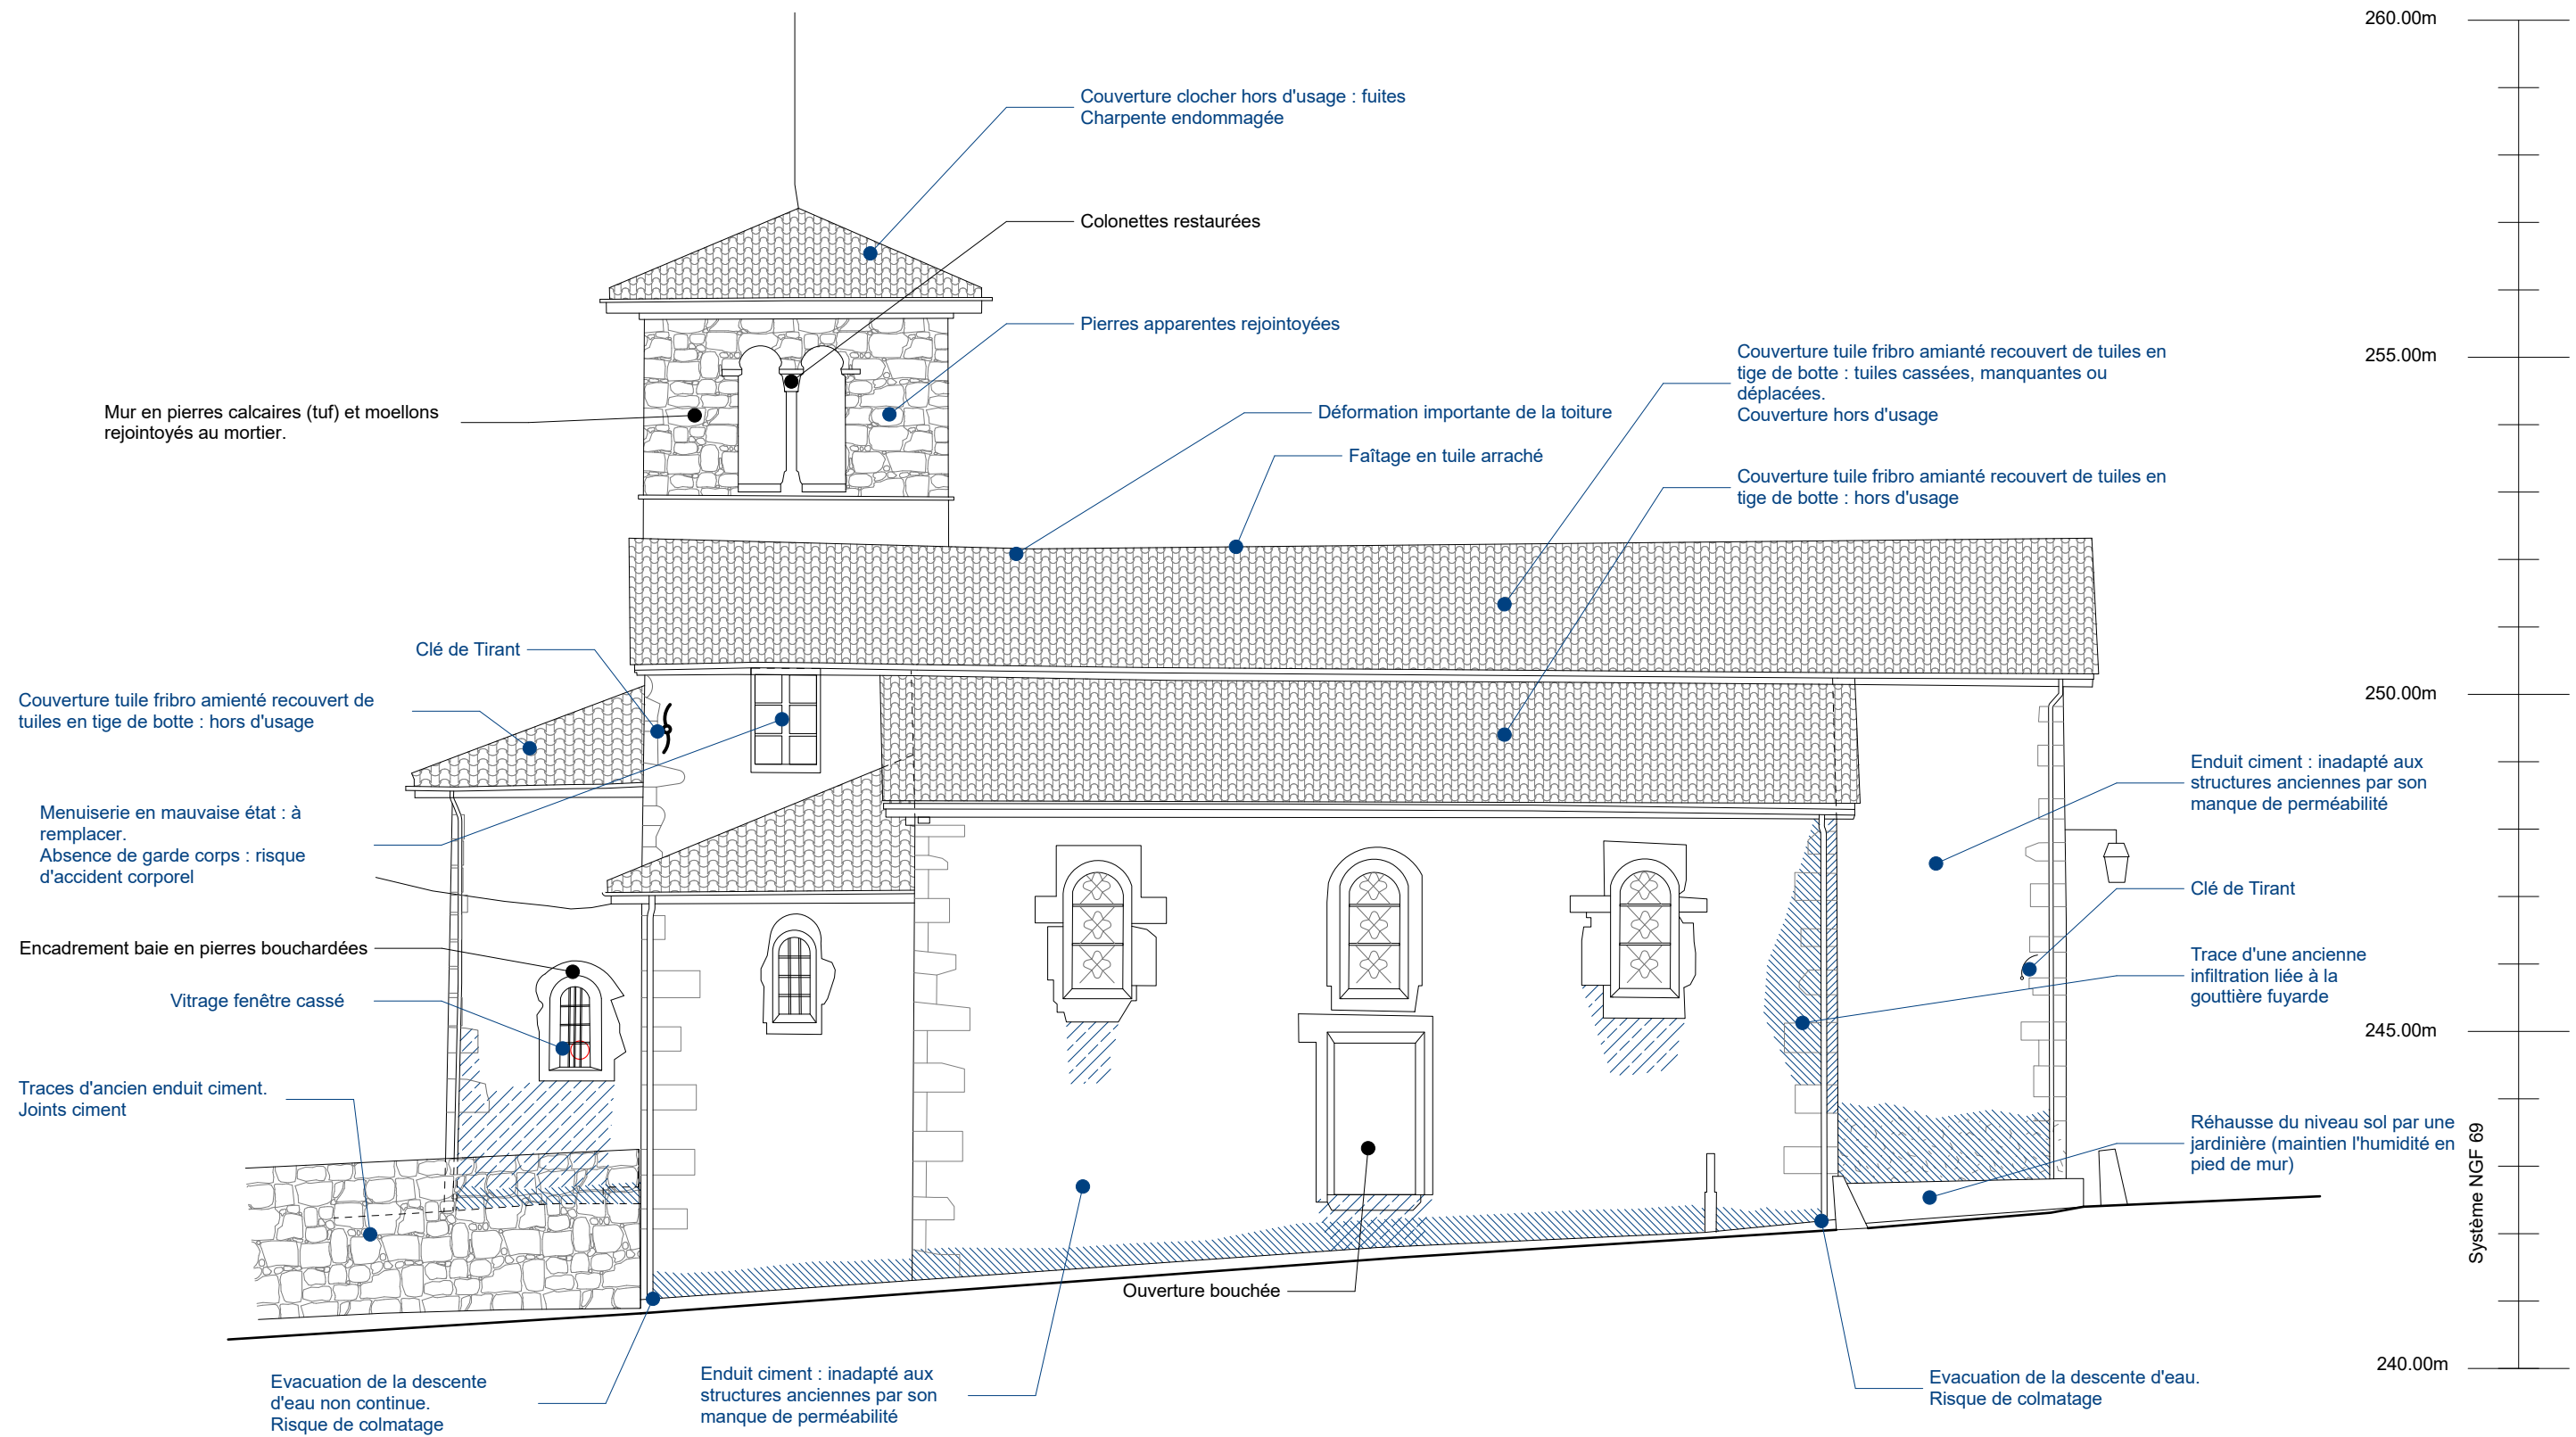 260.00m
Couverture clocher hors d'usage : fuites
Charpente endommagée
Colonettes restaurées
Pierres apparentes rejointoyées
Couverture tuile fribro amianté recouvert de tuiles en
tige de botte : tuiles cassées, manquantes ou
déplacées.
Couverture hors d'usage
255.00m
Mur en pierres calcaires (tuf) et moellons
rejointoyés au mortier.
Déformation importante de la toiture
Faîtage en tuile arraché
Couverture tuile fribro amianté recouvert de tuiles en
tige de botte : hors d'usage
Clé de Tirant
Couverture tuile fribro amienté recouvert de
tuiles en tige de botte : hors d'usage
250.00m
Enduit ciment : inadapté aux
structures anciennes par son
manque de perméabilité
Menuiserie en mauvaise état : à
remplacer.
Absence de garde corps : risque
d'accident corporel
Clé de Tirant
Encadrement baie en pierres bouchardées
Trace d'une ancienne
infiltration liée à la
gouttière fuyarde
Vitrage fenêtre cassé
245.00m
Traces d'ancien enduit ciment.
Joints ciment
Réhausse du niveau sol par une
jardinière (maintien l'humidité en
pied de mur)
Système NGF 69
Ouverture bouchée
240.00m
Evacuation de la descente
d'eau non continue.
Risque de colmatage
Enduit ciment : inadapté aux
structures anciennes par son
manque de perméabilité
Evacuation de la descente d'eau.
Risque de colmatage